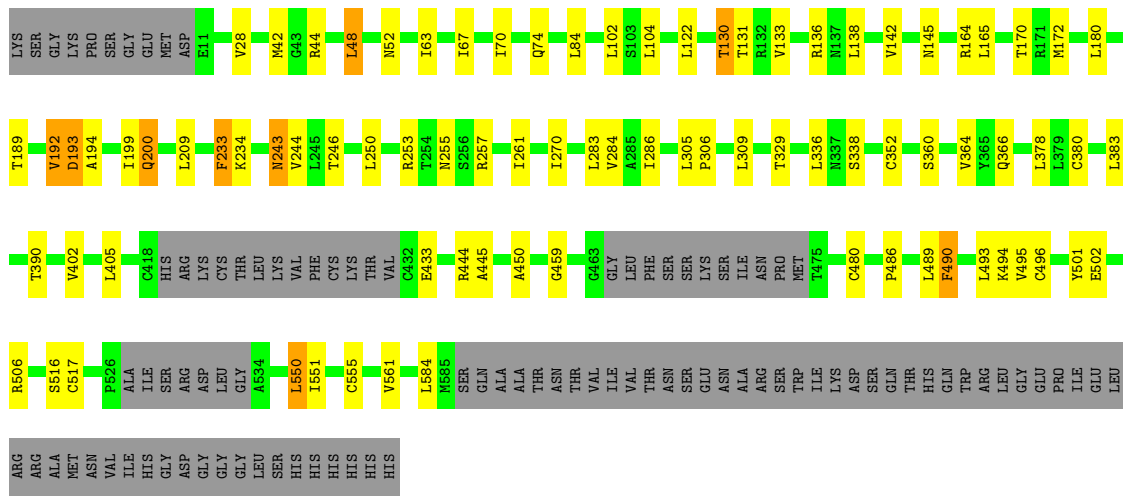 LYS SER GLY LYS PRO SER GLY GLU MET ASP E11 V28 M42 G43 R44 L48 N52 I63 I67 I70 Q74 L84 L102 S103 L104 L122 T130 T131 R132 V133 R136 N137 L138 V142 N145 R164 L165 T170 R171 M172 L180
T189 V192 D193 A194 I199 Q200 L209 F233 K234 N243 V244 L245 T246 L250 R253 T254 N255 S256 R257 I261 I270 L283 V284 A285 I286 L305 P306 L309 T329 L336 N337 S338 C352 S360 V364 Y365 Q366 L378 L379 C380 L383
T390 V402 L405 C418 HIS ARG LYS CYS THR LEU LYS VAL PHE CYS LYS THR VAL C432 E433 R444 A445 A450 G459 G463 GLY LEU PHE SER SER LYS SER ILE ASN PRO MET T475 C480 P486 L489 F490 L493 K494 V495 C496 Y501 E502
R506 S516 C517 P526 ALA ILE SER ARG ASP LEU GLY A534 L550 I551 C555 V561 L584 M585 SER GLN ALA ALA THR ASN THR VAL ILE VAL THR ASN SER GLU ASN ALA ARG SER TRP ILE LYS ASP SER GLN THR HIS GLN TRP ARG LEU GLY GLU PRO ILE GLU LEU
ARG ARG ALA MET ASN VAL ILE HIS GLY ASP GLY GLY GLY LEU SER HIS HIS HIS HIS HIS HIS